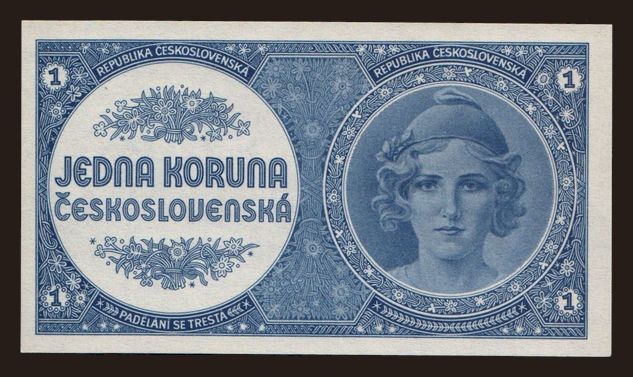 REPUBLIKA ČESKOSLOVENSKÁ
REPUBLIKA ČESKOSLOVENSKÁ
1
1
JEDNA KORUNA
ČESKOSLOVENSKÁ
1
1
PADĚLÁNÍ SE TRESTÁ